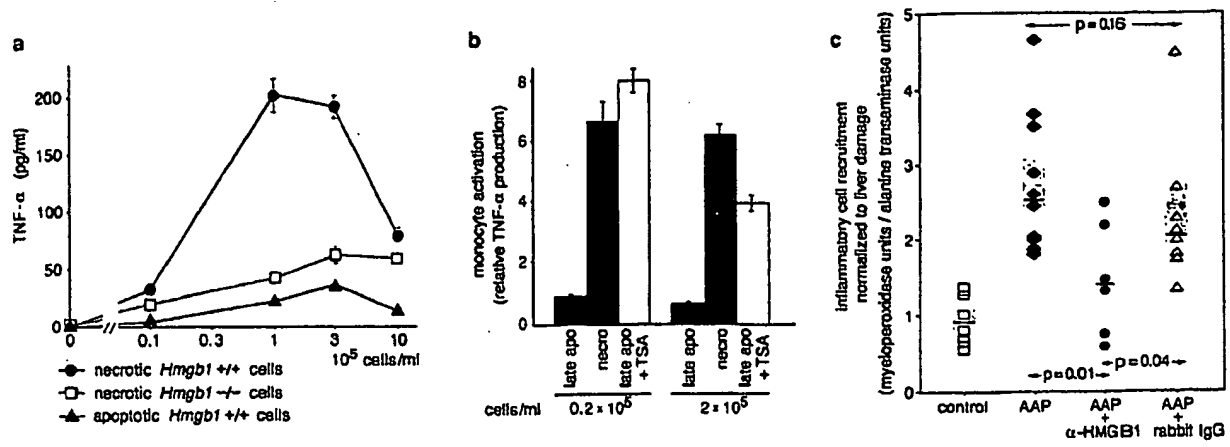 a
TNF-α (pg/ml)
200
150
100
50
0
0
0.1
0.3
1
3
10
10⁵ cells/ml
necrotic Hmgb1 +/+ cells
necrotic Hmgb1 −/− cells
apoptotic Hmgb1 +/+ cells
b
monocyte activation
(relative TNF-α production)
8
6
4
2
0
late apo
necro
late apo
+ TSA
late apo
necro
late apo
+ TSA
cells/ml
0.2 x 10⁵
2 x 10⁵
c
inflammatory cell recruitment
normalized to liver damage
(myeloperoxidase units / alanine transaminase units)
5
4
3
2
1
0
p=0.16
p=0.04
p=0.01
control
AAP
AAP
+
α-HMGB1
AAP
+
rabbit IgG